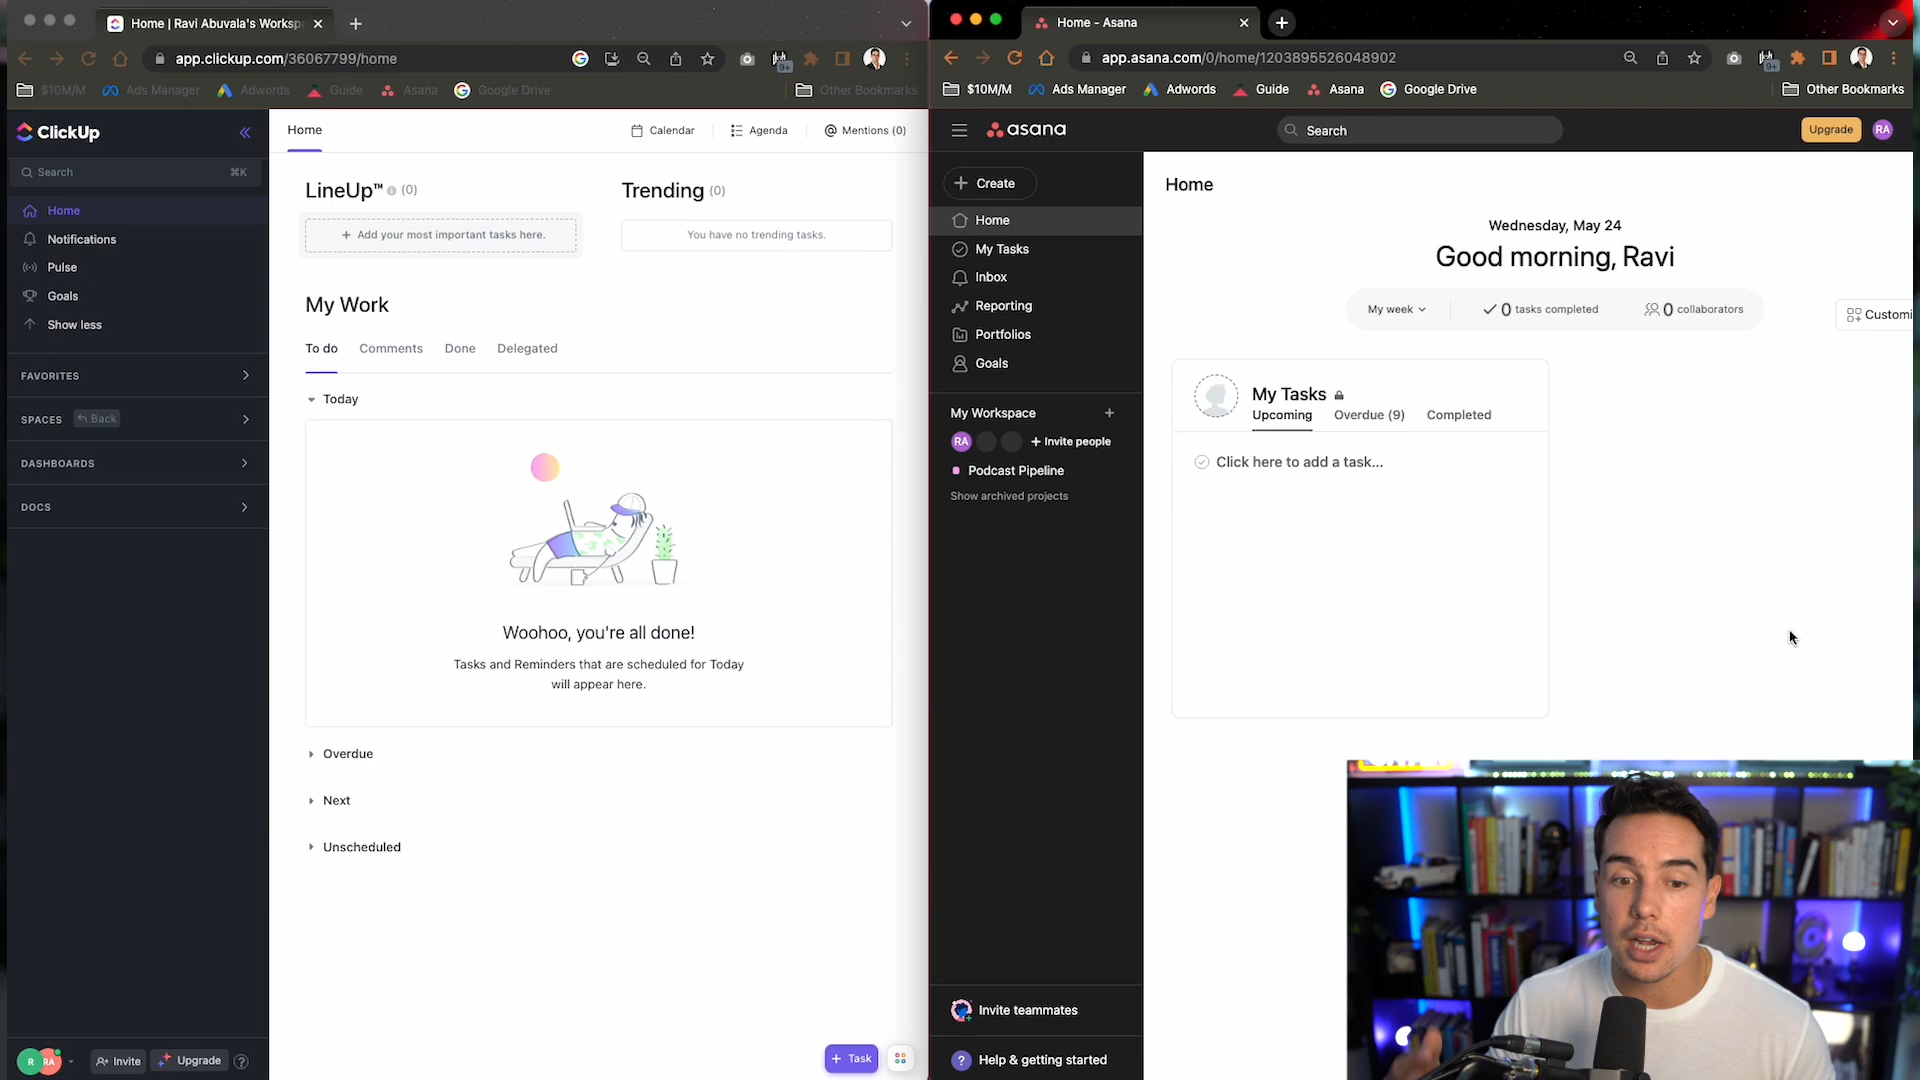 Home | Ravi Abuvala's Worksp
app.clickup.com/36067799/home
9+
$10M/M
Ads Manager
Adwords
Guide
Asana
Google Drive
Other Bookmarks
ClickUp
Search
⌘K
Home
Notifications
Pulse
Goals
Show less
FAVORITES
SPACES
Back
DASHBOARDS
DOCS
R
RA
Invite
Upgrade
?
Home
Calendar
Agenda
@ Mentions (0)
LineUp™ (0)
+ Add your most important tasks here.
Trending (0)
You have no trending tasks.
My Work
To do
Comments
Done
Delegated
Today
Woohoo, you're all done!
Tasks and Reminders that are scheduled for Today
will appear here.
Overdue
Next
Unscheduled
+ Task
Home - Asana
app.asana.com/0/home/1203895526048902
9+
$10M/M
Ads Manager
Adwords
Guide
Asana
Google Drive
Other Bookmarks
asana
Search
Upgrade
RA
+ Create
Home
My Tasks
Inbox
Reporting
Portfolios
Goals
My Workspace
+
RA
+ Invite people
Podcast Pipeline
Show archived projects
Invite teammates
? Help & getting started
Home
Wednesday, May 24
Good morning, Ravi
My week
0 tasks completed
0 collaborators
Customi
My Tasks
Upcoming
Overdue (9)
Completed
Click here to add a task...